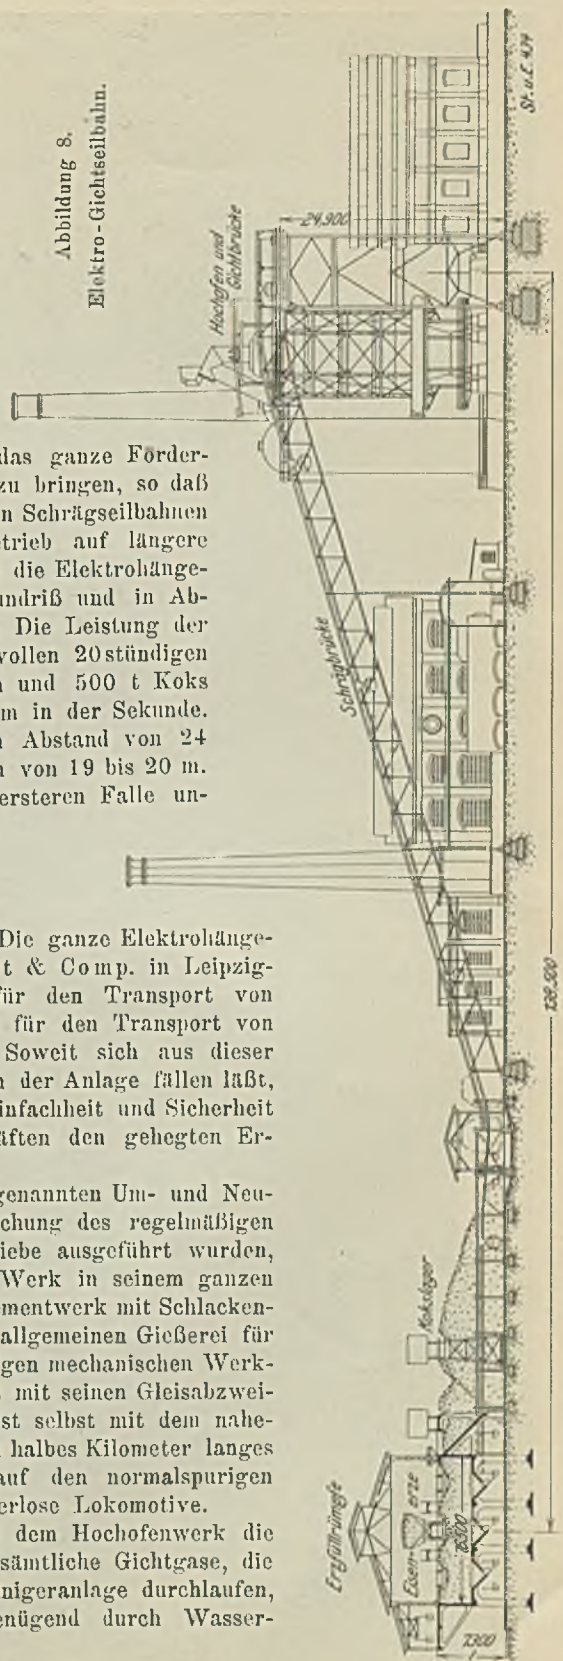 Abbildung 8.
Elektro-Gichtseilbahn.
das ganze Förder-
zu bringen, so daß
n Schrägseilbahnen
trieb auf längere
die Elektrohänge-
undriß und in Ab-
Die Leistung der
vollen 20stündigen
n und 500 t Koks
m in der Sekunde.
n Abstand von 24
n von 19 bis 20 m.
ersteren Falle un-
Die ganze Elektrohänge-
t & Comp. in Leipzig-
für den Transport von
für den Transport von
Soweit sich aus dieser
n der Anlage fällen läßt,
infachheit und Sicherheit
äften den gehegten Er-
genannten Um- und Neu-
chung des regelmäßigen
iebe ausgeführt wurden,
Werk in seinem ganzen
mentwerk mit Schlacken-
allgemeinen Gießerei für
gen mechanischen Werk-
mit seinen Gleisabzwei-
st selbst mit dem nahe-
n halbes Kilometer langes
auf den normalspurigen
erlose Lokomotive.
dem Hochofenwerk die
sämtliche Gichtgase, die
nigeranlage durchlaufen,
enügend durch Wasser-
St. u. E. 434
24,900
Hochofen und
Gichtbrücke
Schrägbrücke
138,500
Kokslager
Eisen-erze
7300